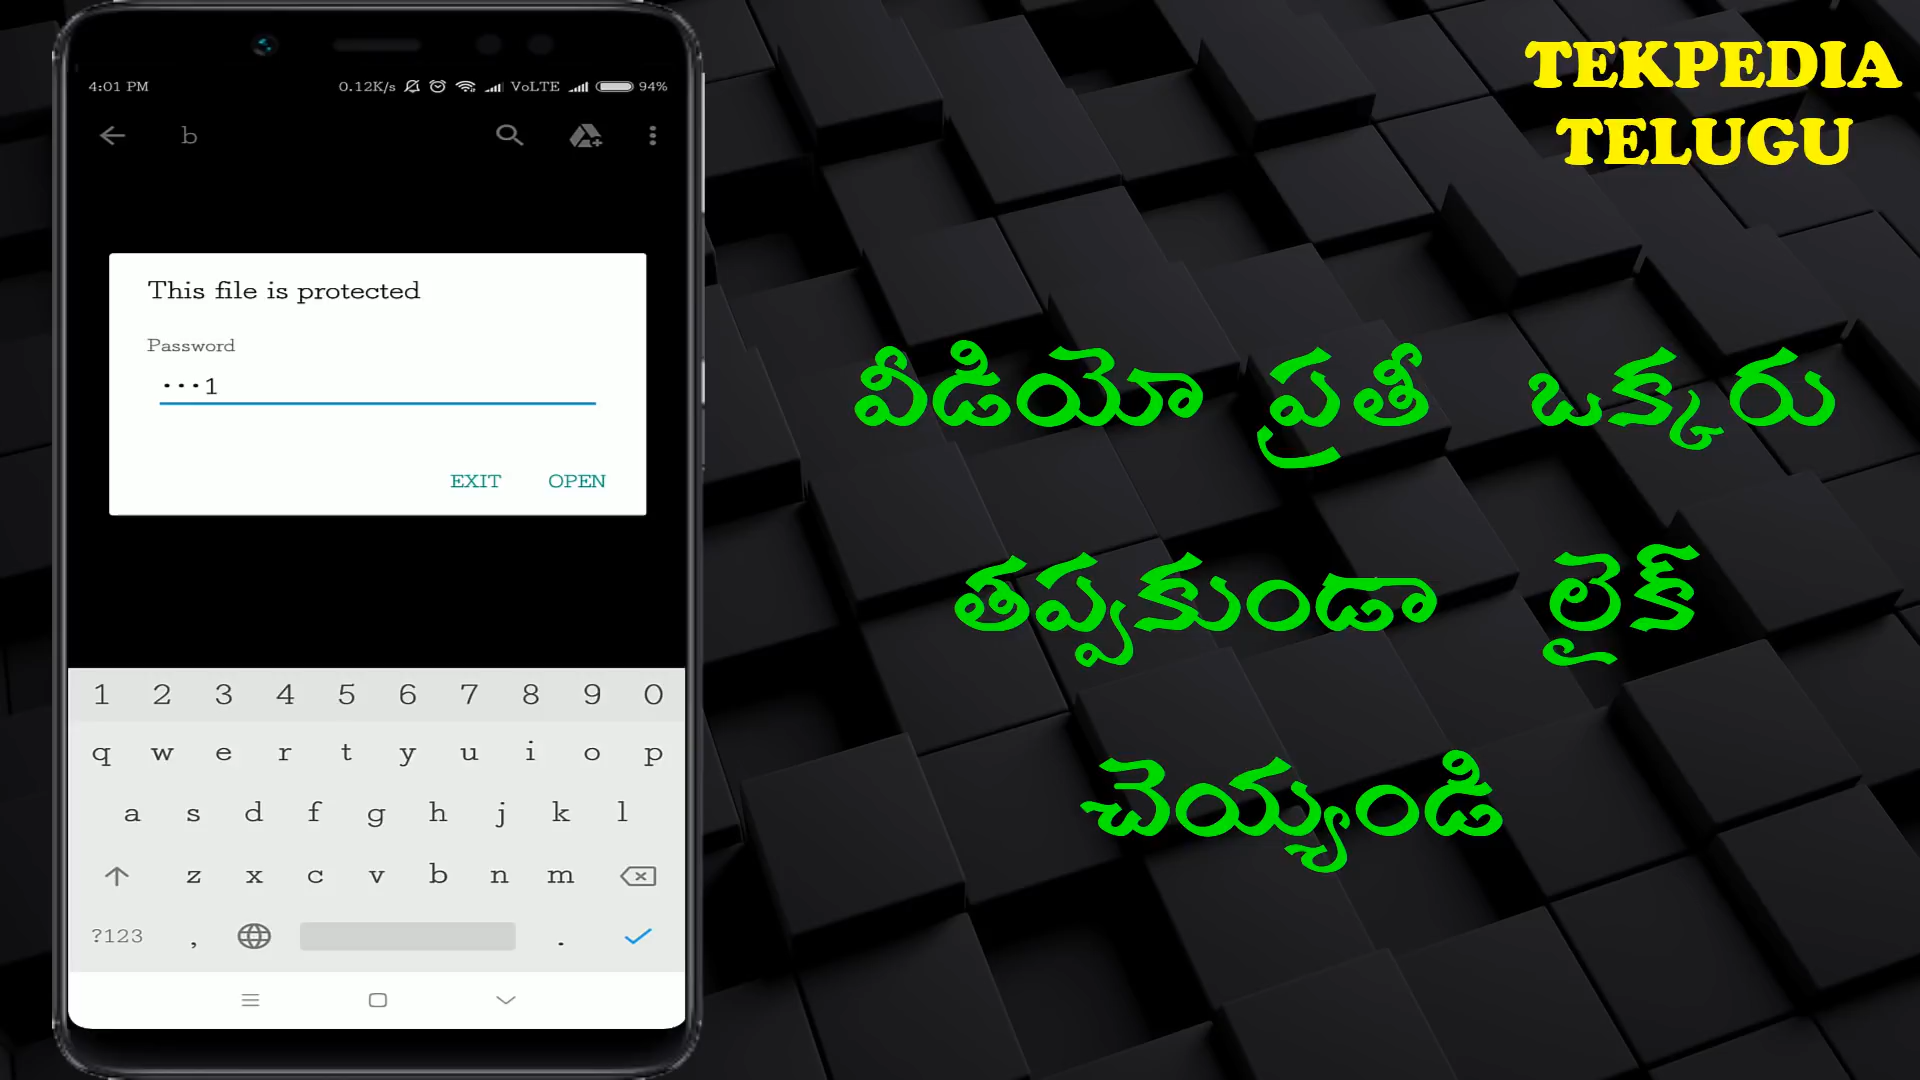 4:01 PM 0.12K/s VoLTE 94%
b
This file is protected
Password
•••1
EXIT OPEN
1 2 3 4 5 6 7 8 9 0
q w e r t y u i o p
a s d f g h j k l
z x c v b n m
?123 , .
TEKPEDIA
TELUGU
వీడియో ప్రతీ ఒక్కరు
తప్పకుండా లైక్
చెయ్యండి